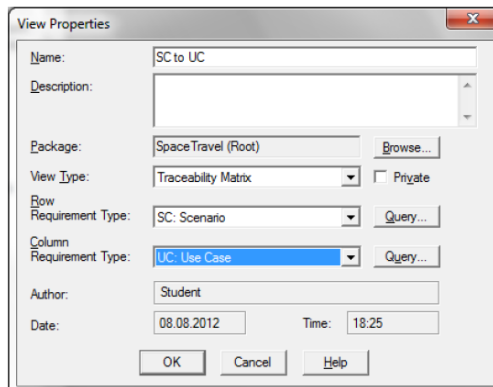 View Properties
Name: SC to UC
Description:
Package: SpaceTravel (Root) Browse...
View Type: Traceability Matrix Private
Row
Requirement Type: SC: Scenario Query...
Column
Requirement Type: UC: Use Case Query...
Author: Student
Date: 08.08.2012 Time: 18:25
OK Cancel Help